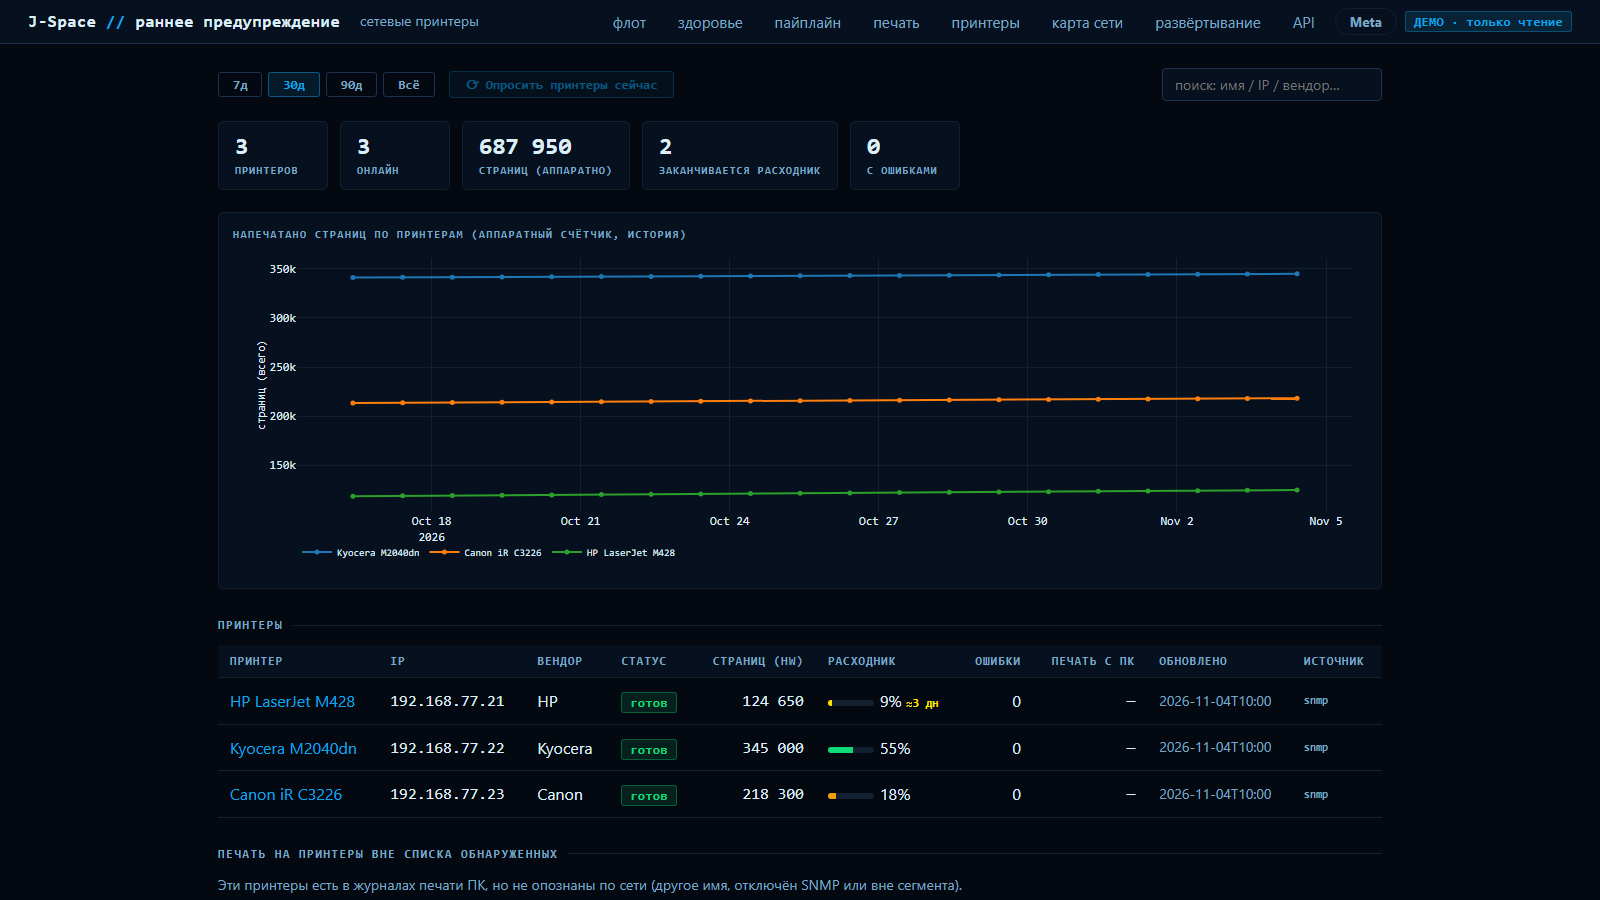 J-Space // раннее предупреждение сетевые принтеры флот здоровье пайплайн печать принтеры карта сети развёртывание API Meta ДЕМО · только чтение
7д 30д 90д Всё ⟳ Опросить принтеры сейчас поиск: имя / IP / вендор...
3 3 687 950 2 0
ПРИНТЕРОВ ОНЛАЙН СТРАНИЦ (АППАРАТНО) ЗАКАНЧИВАЕТСЯ РАСХОДНИК С ОШИБКАМИ
НАПЕЧАТАНО СТРАНИЦ ПО ПРИНТЕРАМ (АППАРАТНЫЙ СЧЁТЧИК, ИСТОРИЯ)
страниц (всего)
350k
300k
250k
200k
150k
Oct 18 Oct 21 Oct 24 Oct 27 Oct 30 Nov 2 Nov 5
2026
Kyocera M2040dn Canon iR C3226 HP LaserJet M428
ПРИНТЕРЫ
ПРИНТЕР IP ВЕНДОР СТАТУС СТРАНИЦ (HW) РАСХОДНИК ОШИБКИ ПЕЧАТЬ С ПК ОБНОВЛЕНО ИСТОЧНИК
HP LaserJet M428 192.168.77.21 HP готов 124 650 9% ≈3 дн 0 — 2026-11-04T10:00 snmp
Kyocera M2040dn 192.168.77.22 Kyocera готов 345 000 55% 0 — 2026-11-04T10:00 snmp
Canon iR C3226 192.168.77.23 Canon готов 218 300 18% 0 — 2026-11-04T10:00 snmp
ПЕЧАТЬ НА ПРИНТЕРЫ ВНЕ СПИСКА ОБНАРУЖЕННЫХ
Эти принтеры есть в журналах печати ПК, но не опознаны по сети (другое имя, отключён SNMP или вне сегмента).